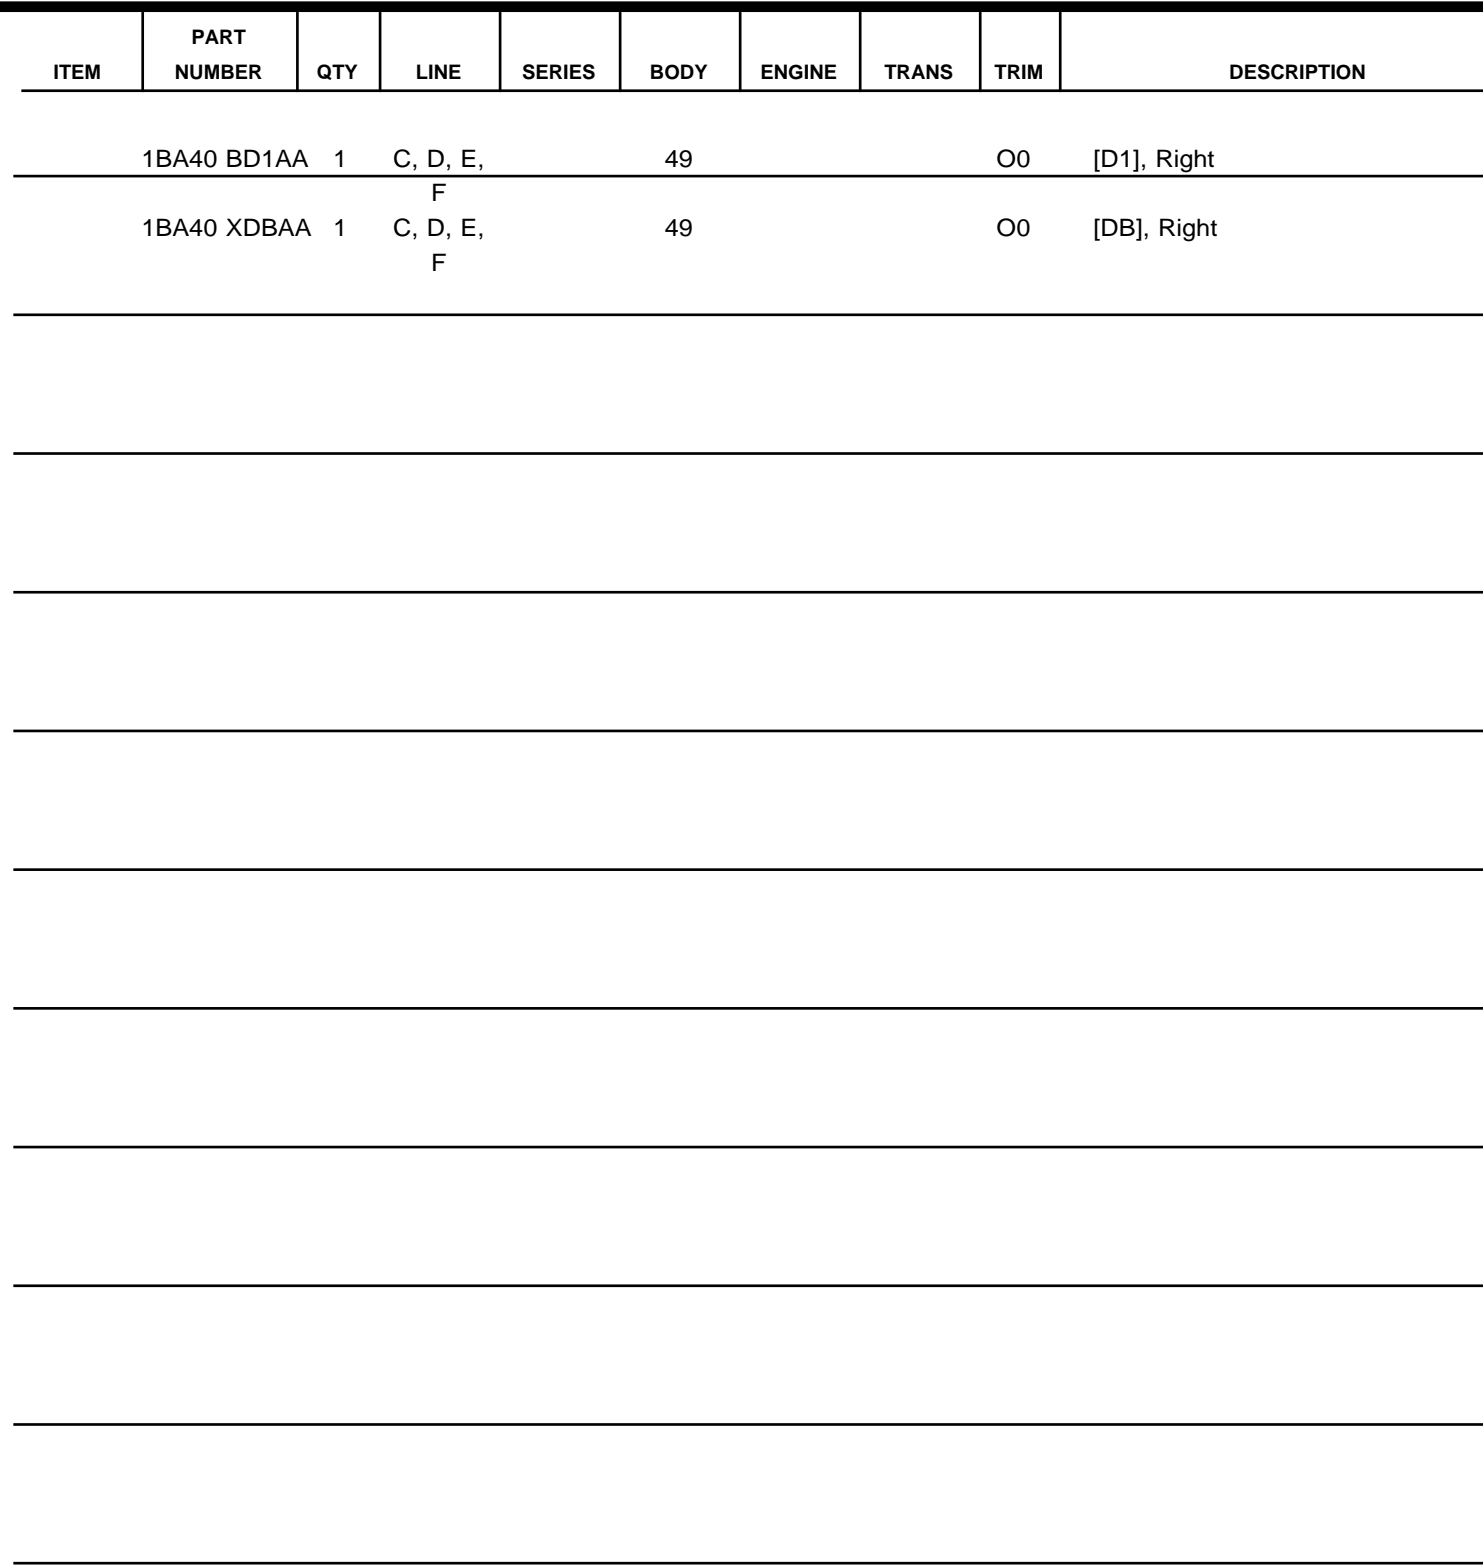 PART
ITEM NUMBER QTY LINE SERIES BODY ENGINE TRANS TRIM DESCRIPTION
1BA40 BD1AA 1 C, D, E, 49 O0 [D1], Right
F
1BA40 XDBAA 1 C, D, E, 49 O0 [DB], Right
F